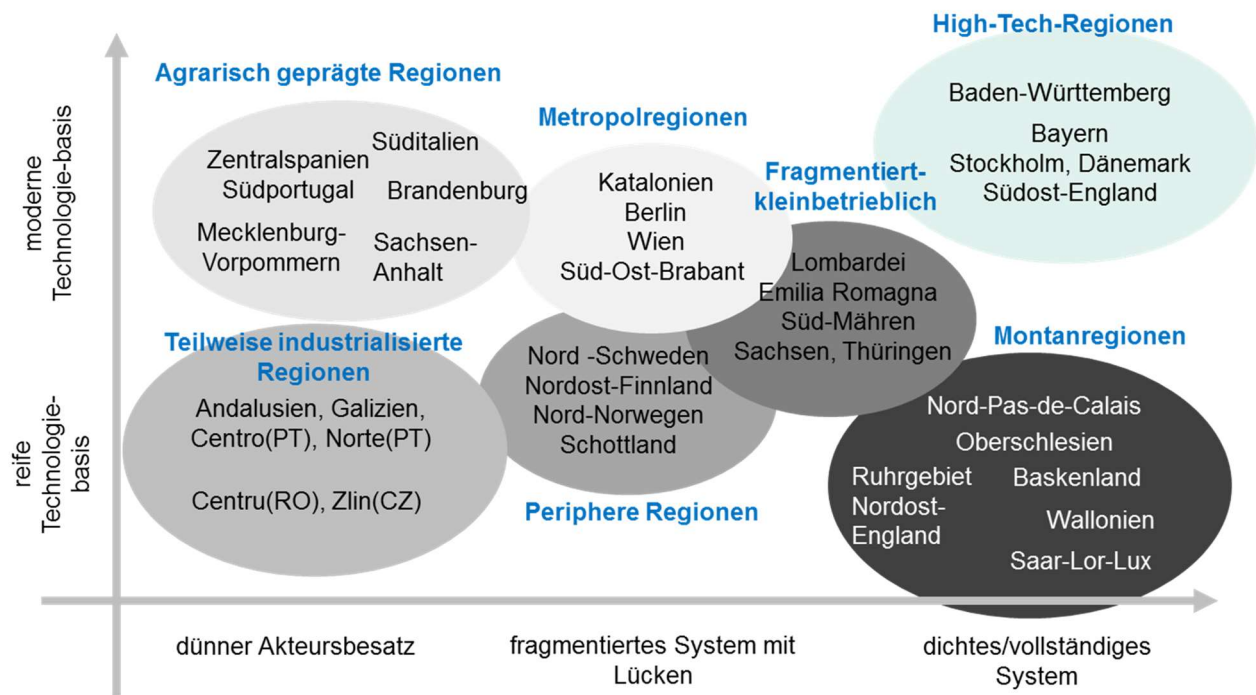 High-Tech-Regionen
Baden-Württemberg
Bayern
Stockholm, Dänemark
Südost-England
Agrarisch geprägte Regionen
Süditalien
Zentralspanien
Südportugal
Brandenburg
Mecklenburg-
Vorpommern
Sachsen-
Anhalt
Metropolregionen
Katalonien
Berlin
Wien
Süd-Ost-Brabant
Fragmentiert-
kleinbetrieblich
Lombardei
Emilia Romagna
Süd-Mähren
Sachsen, Thüringen
moderne
Technologie-basis
Teilweise industrialisierte
Regionen
Andalusien, Galizien,
Centro(PT), Norte(PT)
Centru(RO), Zlin(CZ)
Nord -Schweden
Nordost-Finnland
Nord-Norwegen
Schottland
Periphere Regionen
Montanregionen
Nord-Pas-de-Calais
Oberschlesien
Ruhrgebiet
Nordost-
England
Baskenland
Wallonien
Saar-Lor-Lux
reife
Technologie-
basis
dünner Akteursbesatz
fragmentiertes System mit
Lücken
dichtes/vollständiges
System